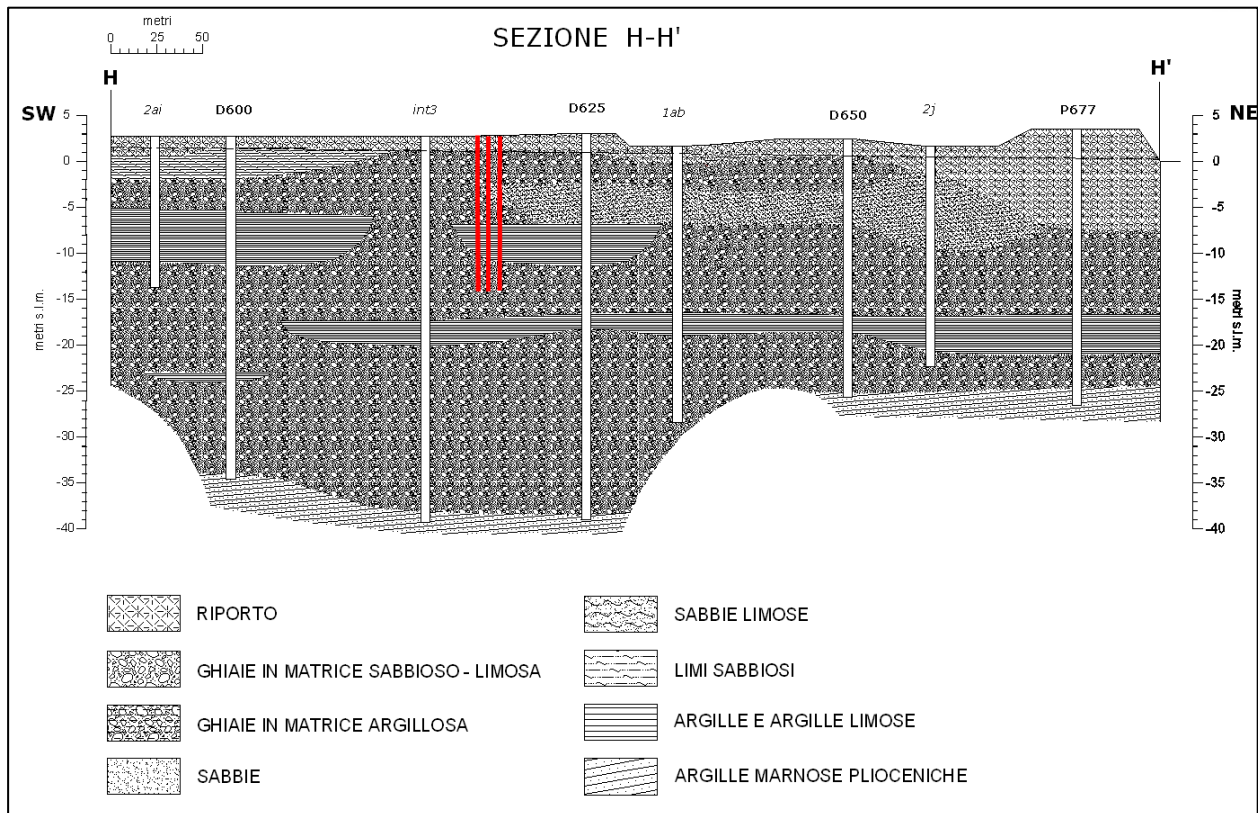 metri
0 25 50
SEZIONE H-H'
H
H'
SW
NE
2ai D600 int3 D625 1ab D650 2j P677
5
0
-5
-10
-15
-20
-25
-30
-35
-40
metri s.l.m.
5
0
-5
-10
-15
-20
-25
-30
-35
-40
metri s.l.m.
RIPORTO
GHIAIE IN MATRICE SABBIOSO - LIMOSA
GHIAIE IN MATRICE ARGILLOSA
SABBIE
SABBIE LIMOSE
LIMI SABBIOSI
ARGILLE E ARGILLE LIMOSE
ARGILLE MARNOSE PLIOCENICHE